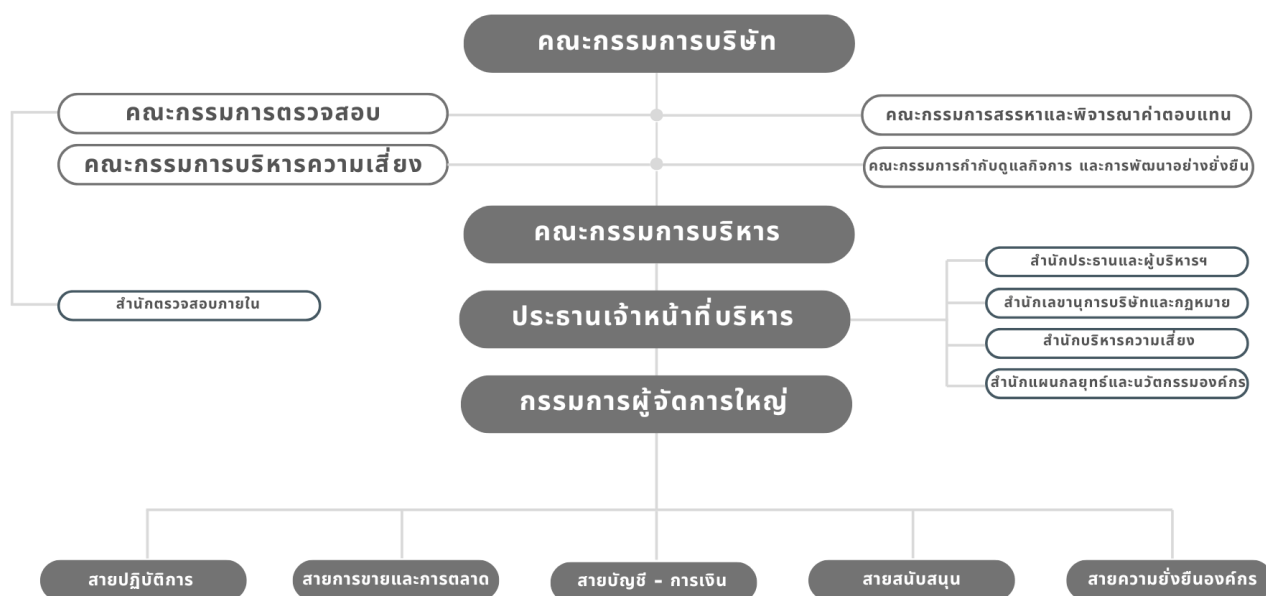 คณะกรรมการบริษัท
คณะกรรมการตรวจสอบ
คณะกรรมการสรรหาและพิจารณาค่าตอบแทน
คณะกรรมการบริหารความเสี่ยง
คณะกรรมการกำกับดูแลกิจการ และการพัฒนาอย่างยั่งยืน
คณะกรรมการบริหาร
สำนักประธานและผู้บริหารฯ
สำนักตรวจสอบภายใน
สำนักเลขานุการบริษัทและกฎหมาย
ประธานเจ้าหน้าที่บริหาร
สำนักบริหารความเสี่ยง
สำนักแผนกลยุทธ์และนวัตกรรมองค์กร
กรรมการผู้จัดการใหญ่
สายปฏิบัติการ
สายการขายและการตลาด
สายบัญชี - การเงิน
สายสนับสนุน
สายความยั่งยืนองค์กร